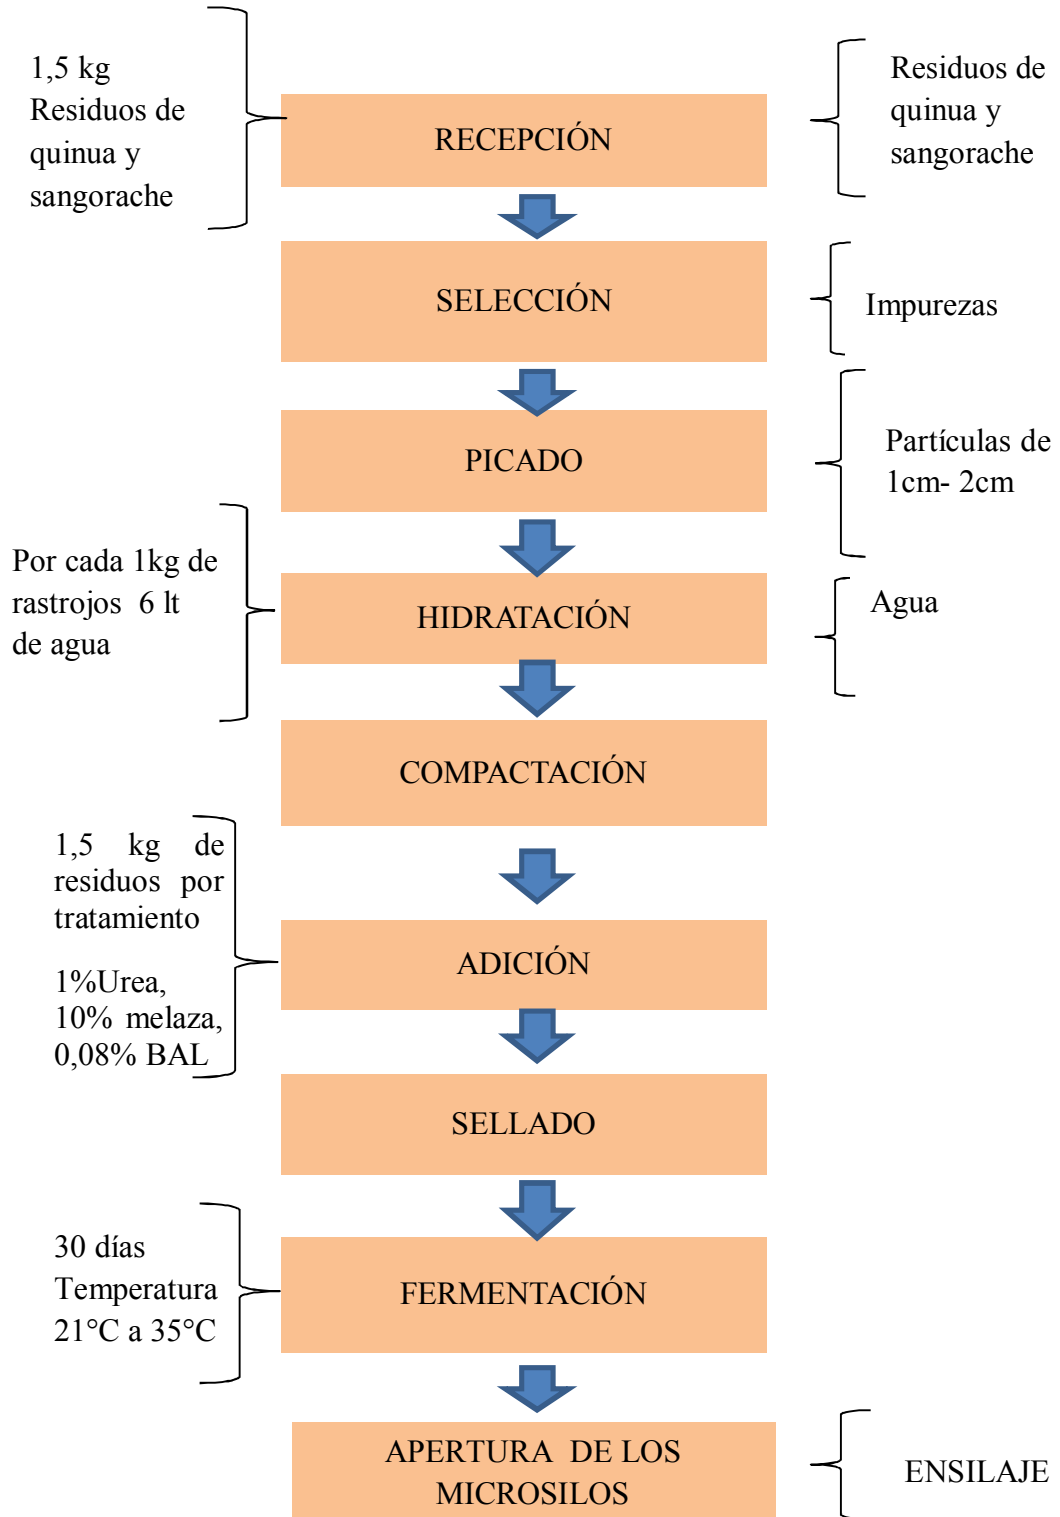 1,5 kg
Residuos de
quinua y
sangorache
RECEPCIÓN
Residuos de
quinua y
sangorache
SELECCIÓN
Impurezas
PICADO
Partículas de
1cm- 2cm
Por cada 1kg de
rastrojos 6 lt
de agua
HIDRATACIÓN
Agua
COMPACTACIÓN
1,5 kg de
residuos por
tratamiento
1%Urea,
10% melaza,
0,08% BAL
ADICIÓN
SELLADO
30 días
Temperatura
21°C a 35°C
FERMENTACIÓN
APERTURA DE LOS
MICROSILOS
ENSILAJE